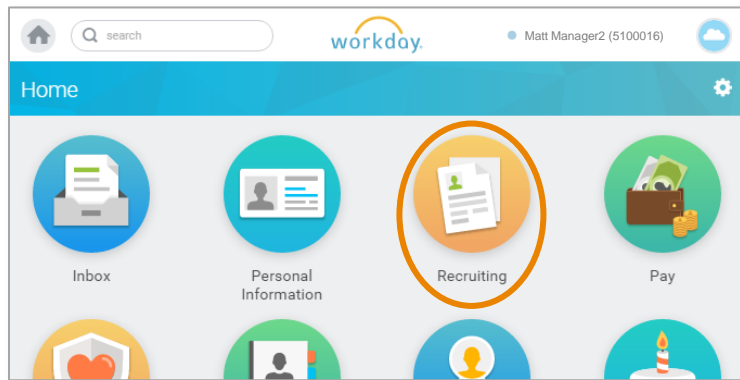 search
workday.
Matt Manager2 (5100016)
Home
Inbox
Personal
Information
Recruiting
Pay